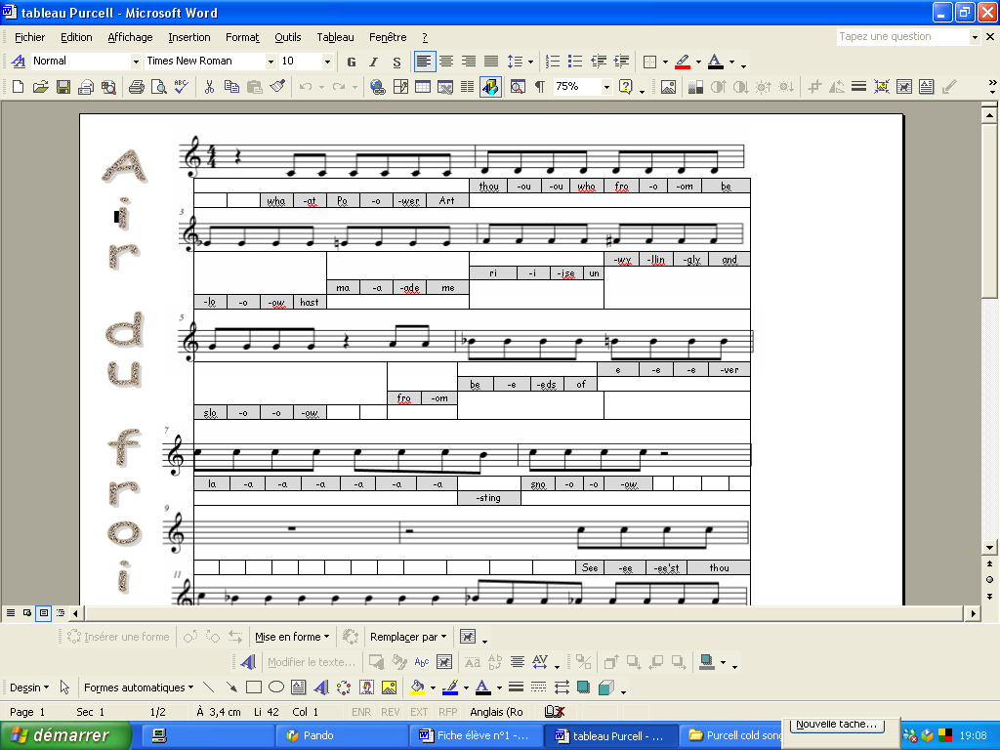 tableau Purcell - Microsoft Word
Fichier Edition Affichage Insertion Format Outils Tableau Fenêtre ? Tapez une question
Normal Times New Roman 10 G I S
75%
Air du froi
4 4
thou -ou -ou who fro -o -om be
wha -at Po -o -wer Art
3
-wy -llin -gly and
ri -i -ise un
ma -a -ade me
-lo -o -ow hast
5
e -e -e -ver
be -e -eds of
fro -om
slo -o -o -ow
7
la -a -a -a -a -a -a sno -o -o -ow
-sting
9
See -ee -ee'st thou
11
Insérer une forme Mise en forme Remplacer par
Modifier le texte... Abc Aä Ab AV
Dessin Formes automatiques
Page 1 Sec 1 1/2 À 3,4 cm Li 42 Col 1 ENR REV EXT RFP Anglais (Ro
Nouvelle tache...
démarrer Pando Fiche élève n°1 -... tableau Purcell - ... Purcell cold song 19:08